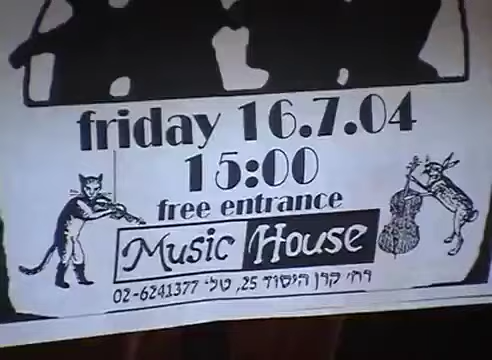 friday 16.7.04
15:00
free entrance
Music House
רח' קרן היסוד 25, טל' 02-6241377